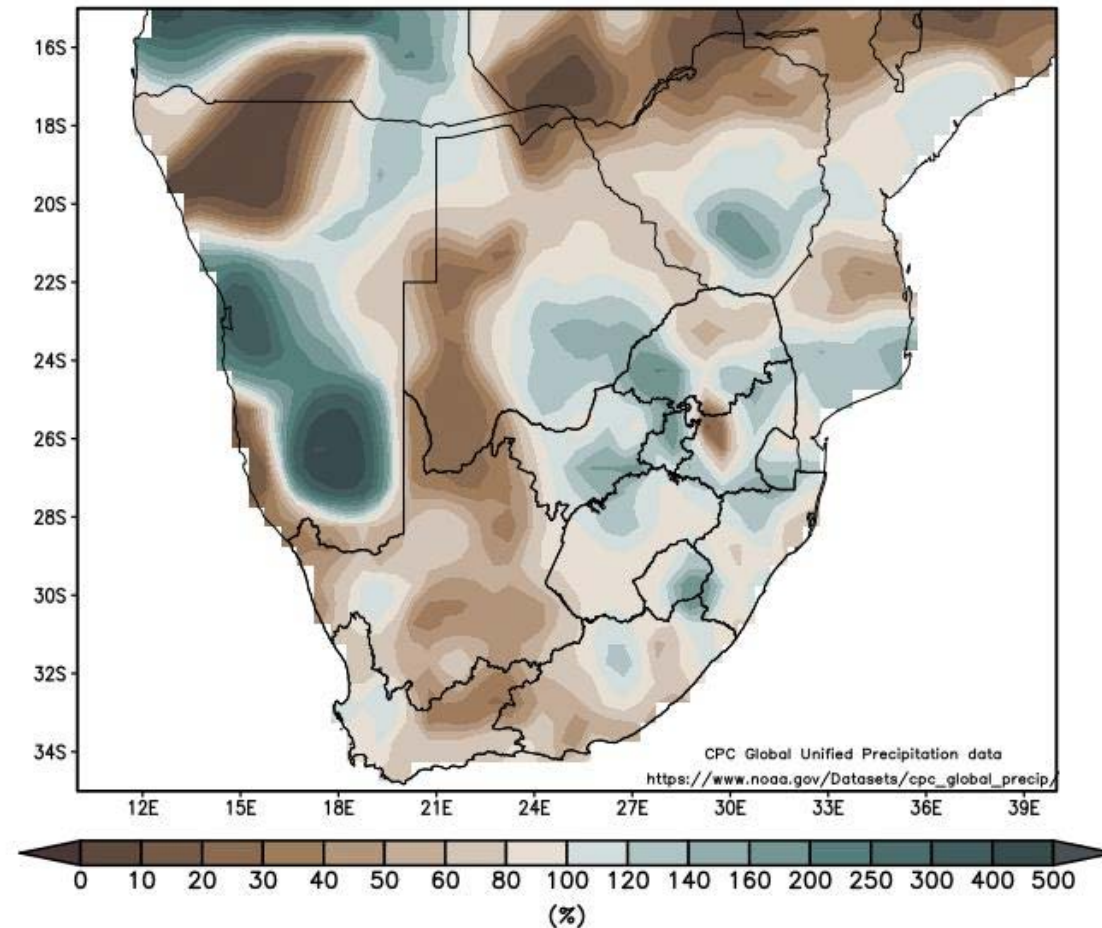 16S
18S
20S
22S
24S
26S
28S
30S
32S
34S
CPC Global Unified Precipitation data
https://www.noaa.gov/Datasets/cpc_global_precip/
12E 15E 18E 21E 24E 27E 30E 33E 36E 39E
0 10 20 30 40 50 60 80 100 120 140 160 200 250 300 400 500
(%)